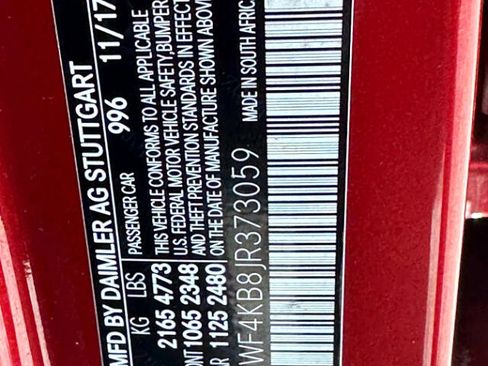 MFD BY DAIMLER AG STUTTGART
996 11/17
KG LBS PASSENGER CAR
2165 4773 THIS VEHICLE CONFORMS TO ALL APPLICABLE
U.S. FEDERAL MOTOR VEHICLE SAFETY, BUMPER
1065 2348 AND THEFT PREVENTION STANDARDS IN EFFECT
1125 2480 ON THE DATE OF MANUFACTURE SHOWN ABOVE
WF4KB8JR373059 MADE IN SOUTH AFRIC